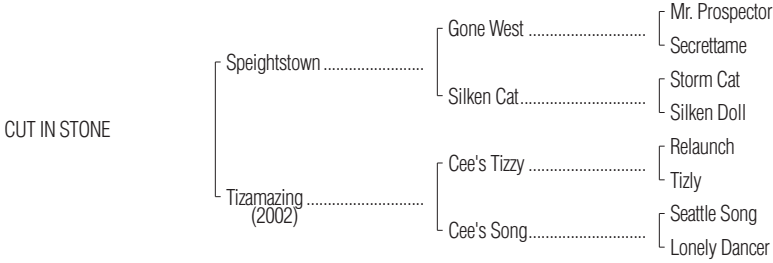 Mr. Prospector
Gone West ..............................
Secrettame
Speightstown .........................
Storm Cat
Silken Cat................................
Silken Doll
CUT IN STONE
Relaunch
Cee's Tizzy ..............................
Tizly
Tizamazing .............................
(2002)
Seattle Song
Cee's Song..............................
Lonely Dancer